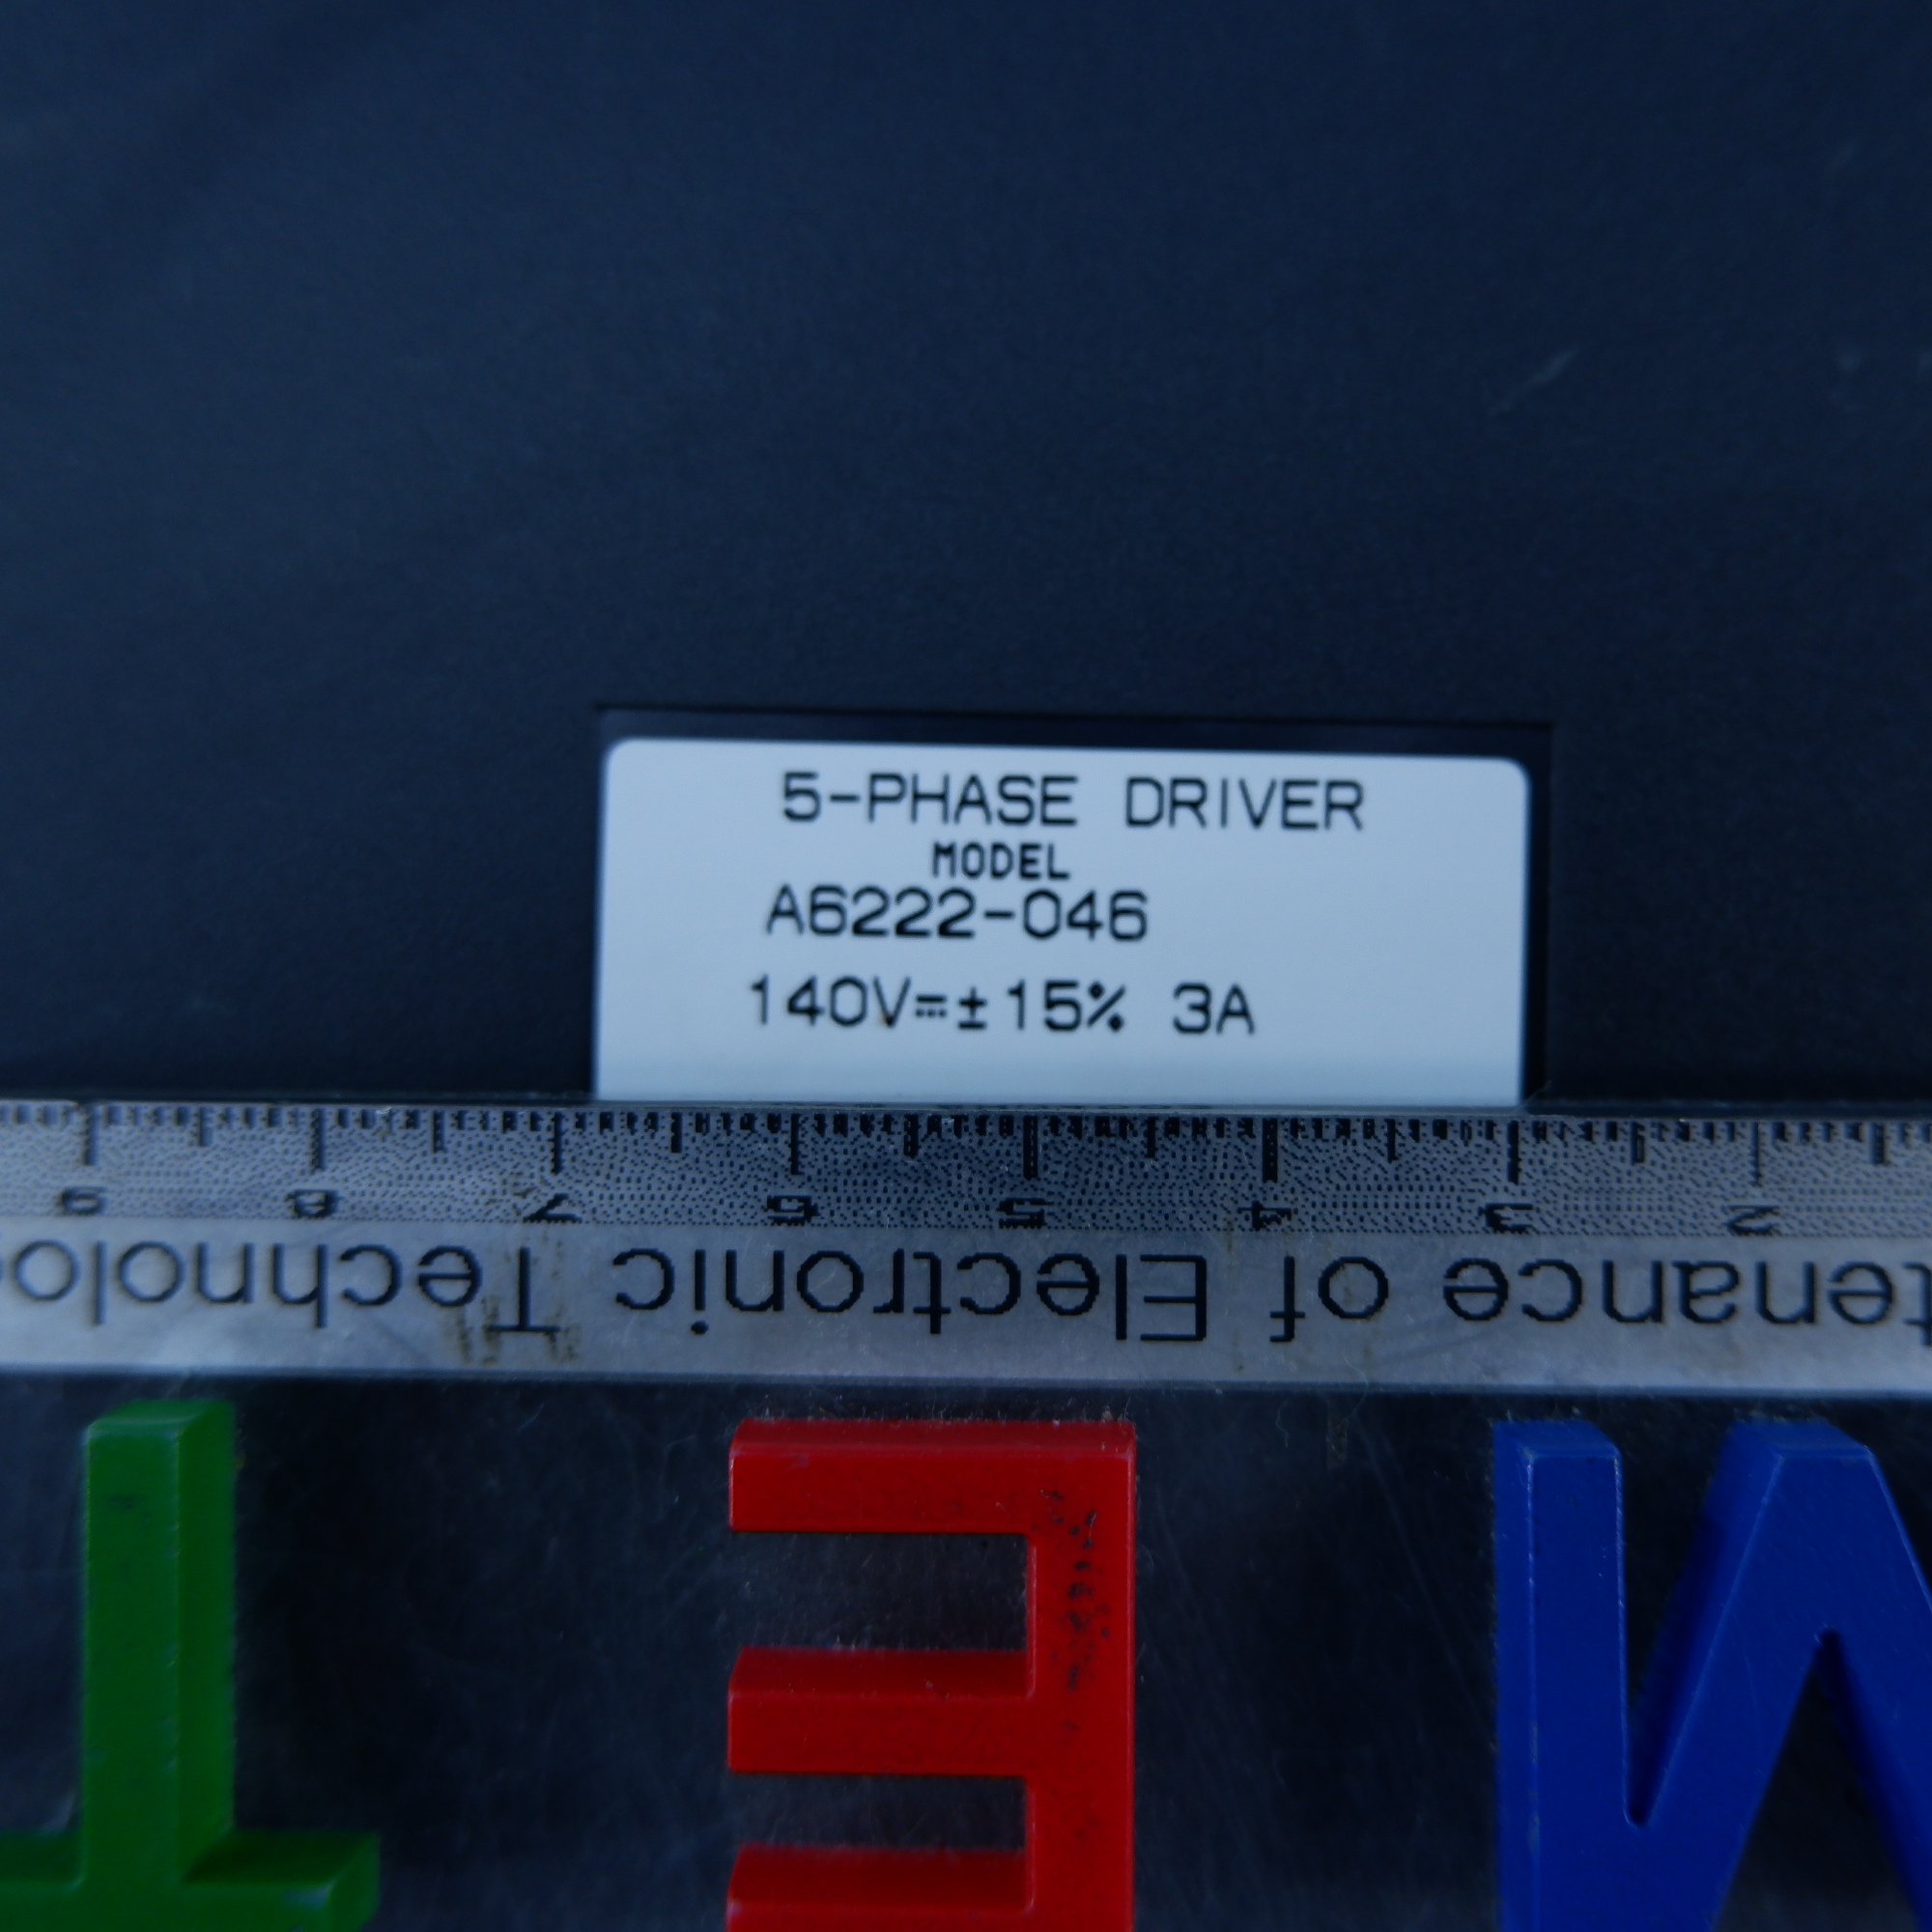 5-PHASE DRIVER
MODEL
A6222-046
140V⎓±15% 3A
9 8 7 6 5 4 3 2
tenance of Electronic Technolo
T E M